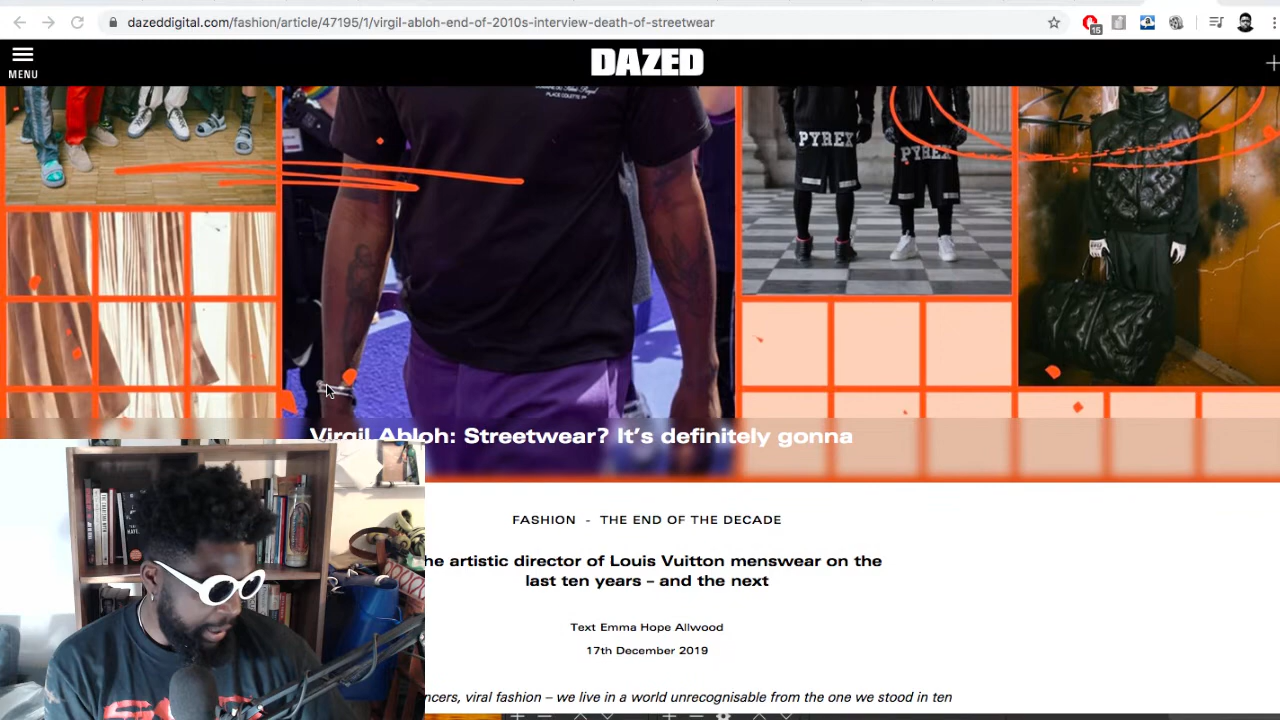 dazeddigital.com/fashion/article/47195/1/virgil-abloh-end-of-2010s-interview-death-of-streetwear
15
MENU
DAZED
PLACE COLETTE
PYREX
PYREX
Virgil Abloh: Streetwear? It's definitely gonna
FASHION - THE END OF THE DECADE
he artistic director of Louis Vuitton menswear on the
last ten years – and the next
Text Emma Hope Allwood
17th December 2019
ncers, viral fashion – we live in a world unrecognisable from the one we stood in ten